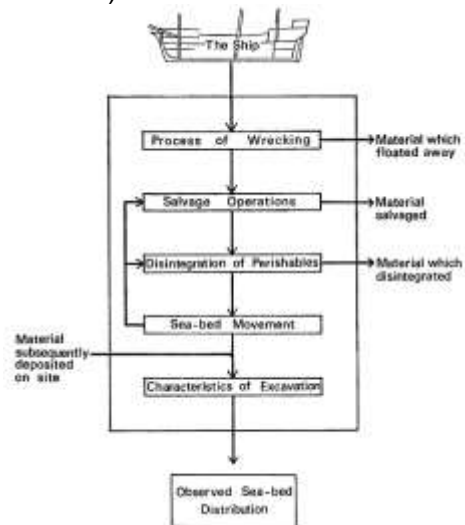 The Ship
Process of Wrecking
Material which
floated away
Salvage Operations
Material
salvaged
Disintegration of Perishables
Material which
disintegrated
Sea-bed Movement
Material
subsequently
deposited
on site
Characteristics of Excavation
Observed Sea-bed
Distribution